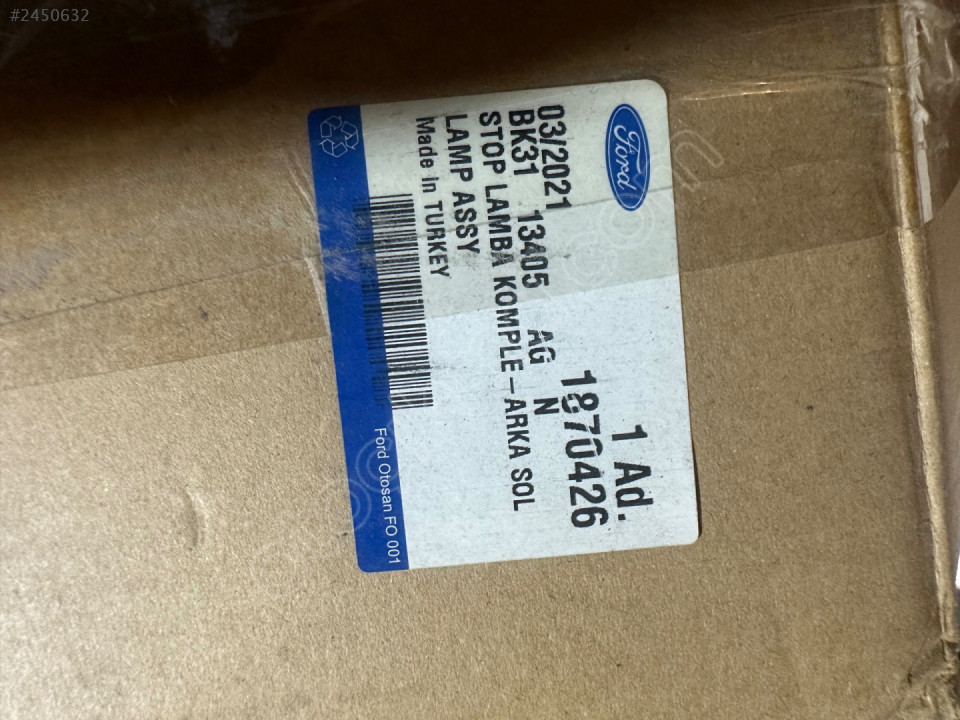 #2450632
Ford
1 Ad.
1870426
03/2021
BK31 13405 AG N
STOP LAMBA KOMPLE-ARKA SOL
LAMP ASSY
Made in TURKEY
Ford Otosan FO 001